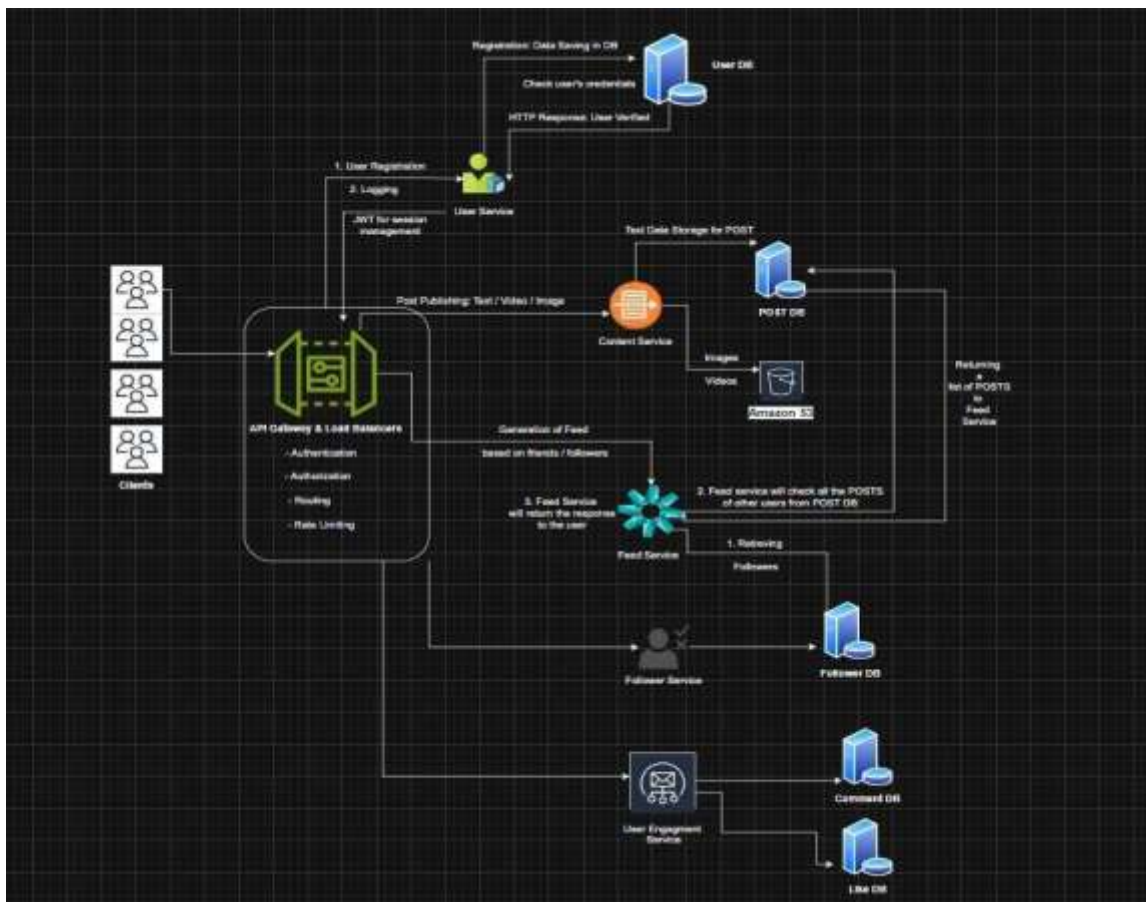 Registration: Data Saving in DB
User DB
Check user's credentials
HTTP Response: User Verified
1. User Registration
2. Logging
User Service
JWT for session
management
Text Data Storage for POST
POST DB
Post Publishing: Text / Video / Image
Content Service
Images
Videos
Amazon S3
Returning
a
list of POSTS
to
Feed
Service
API Gateway & Load Balancers
- Authentication
- Authorization
- Routing
- Rate Limiting
Clients
Generation of Feed
based on friends / followers
2. Feed service will check all the POSTS
of other users from POST DB
3. Feed Service
will return the response
to the user
Feed Service
1. Retrieving
Followers
Follower Service
Follower DB
User Engagment
Service
Command DB
Like DB